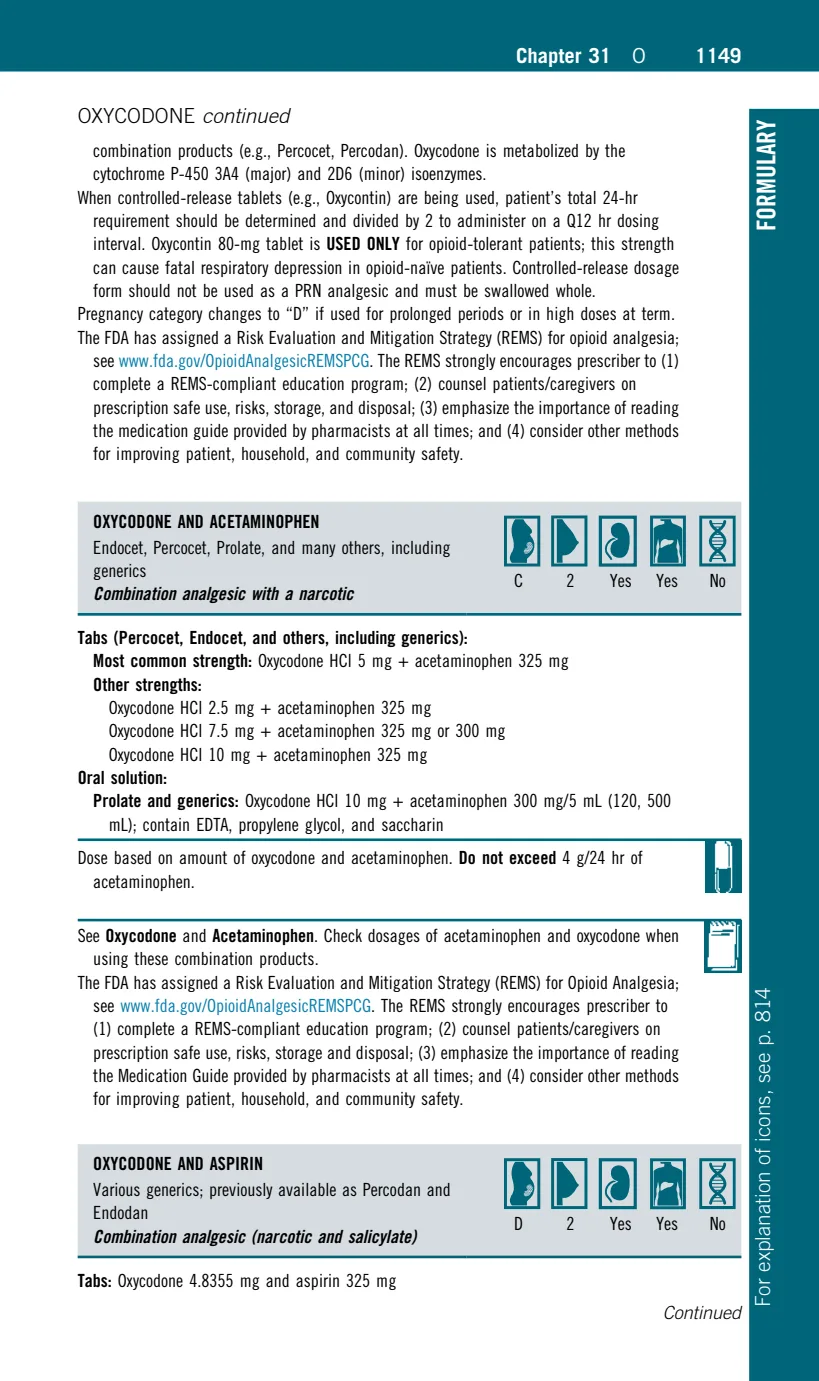 Chapter 31 O 1149
OXYCODONE continued
combination products (e.g., Percocet, Percodan). Oxycodone is metabolized by the
cytochrome P-450 3A4 (major) and 2D6 (minor) isoenzymes.
When controlled-release tablets (e.g., Oxycontin) are being used, patient’s total 24-hr
requirement should be determined and divided by 2 to administer on a Q12 hr dosing
interval. Oxycontin 80-mg tablet is USED ONLY for opioid-tolerant patients; this strength
can cause fatal respiratory depression in opioid-naïve patients. Controlled-release dosage
form should not be used as a PRN analgesic and must be swallowed whole.
Pregnancy category changes to “D” if used for prolonged periods or in high doses at term.
The FDA has assigned a Risk Evaluation and Mitigation Strategy (REMS) for opioid analgesia;
see www.fda.gov/OpioidAnalgesicREMSPCG. The REMS strongly encourages prescriber to (1)
complete a REMS-compliant education program; (2) counsel patients/caregivers on
prescription safe use, risks, storage, and disposal; (3) emphasize the importance of reading
the medication guide provided by pharmacists at all times; and (4) consider other methods
for improving patient, household, and community safety.
OXYCODONE AND ACETAMINOPHEN
Endocet, Percocet, Prolate, and many others, including
generics
Combination analgesic with a narcotic
C 2 Yes Yes No
Tabs (Percocet, Endocet, and others, including generics):
Most common strength: Oxycodone HCl 5 mg + acetaminophen 325 mg
Other strengths:
Oxycodone HCl 2.5 mg + acetaminophen 325 mg
Oxycodone HCl 7.5 mg + acetaminophen 325 mg or 300 mg
Oxycodone HCl 10 mg + acetaminophen 325 mg
Oral solution:
Prolate and generics: Oxycodone HCl 10 mg + acetaminophen 300 mg/5 mL (120, 500
mL); contain EDTA, propylene glycol, and saccharin
Dose based on amount of oxycodone and acetaminophen. Do not exceed 4 g/24 hr of
acetaminophen.
See Oxycodone and Acetaminophen. Check dosages of acetaminophen and oxycodone when
using these combination products.
The FDA has assigned a Risk Evaluation and Mitigation Strategy (REMS) for Opioid Analgesia;
see www.fda.gov/OpioidAnalgesicREMSPCG. The REMS strongly encourages prescriber to
(1) complete a REMS-compliant education program; (2) counsel patients/caregivers on
prescription safe use, risks, storage and disposal; (3) emphasize the importance of reading
the Medication Guide provided by pharmacists at all times; and (4) consider other methods
for improving patient, household, and community safety.
OXYCODONE AND ASPIRIN
Various generics; previously available as Percodan and
Endodan
Combination analgesic (narcotic and salicylate)
D 2 Yes Yes No
Tabs: Oxycodone 4.8355 mg and aspirin 325 mg
Continued
FORMULARY
For explanation of icons, see p. 814